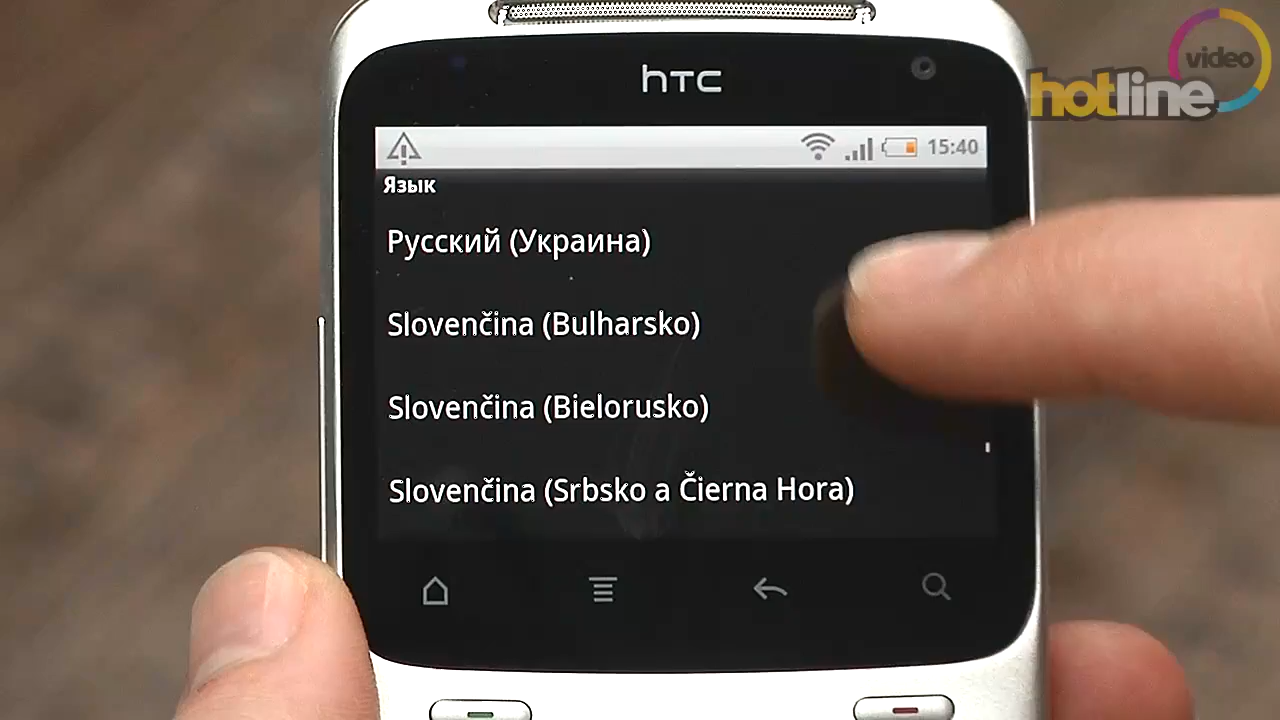 video
hotline
hTC
15:40
Язык
Русский (Украина)
Slovenčina (Bulharsko)
Slovenčina (Bielorusko)
Slovenčina (Srbsko a Čierna Hora)